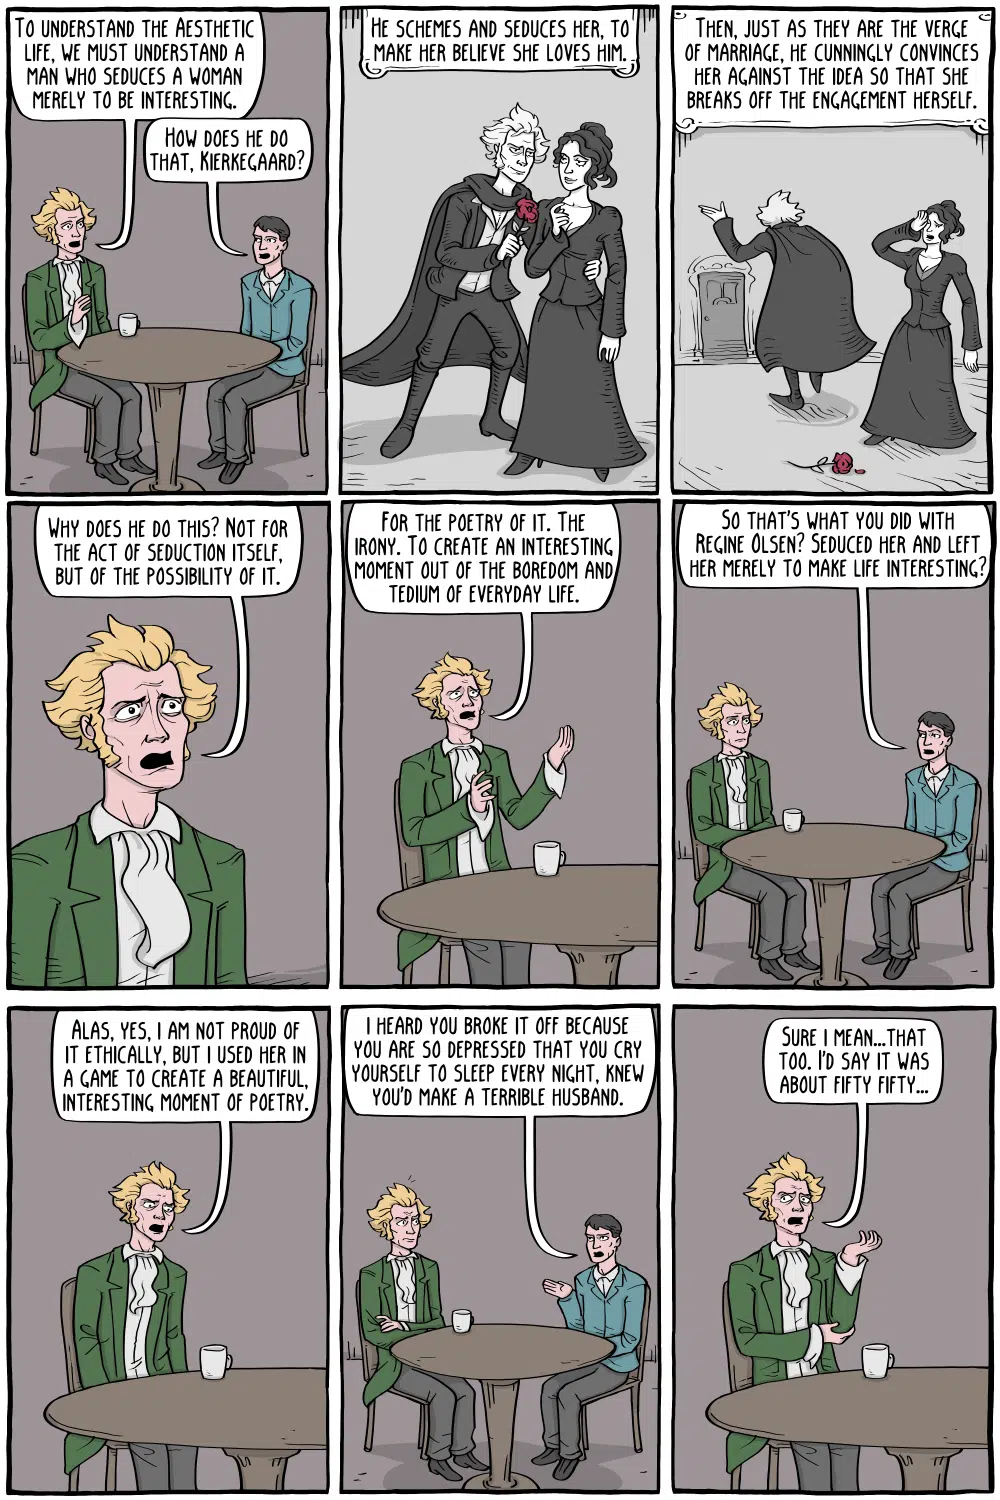 To understand the Aesthetic
life, we must understand a
man who seduces a woman
merely to be interesting.
How does he do
that, Kierkegaard?
He schemes and seduces her, to
make her believe she loves him.
Then, just as they are the verge
of marriage, he cunningly convinces
her against the idea so that she
breaks off the engagement herself.
Why does he do this? Not for
the act of seduction itself,
but of the possibility of it.
For the poetry of it. The
irony. To create an interesting
moment out of the boredom and
tedium of everyday life.
So that's what you did with
Regine Olsen? Seduced her and left
her merely to make life interesting?
Alas, yes, I am not proud of
it ethically, but I used her in
a game to create a beautiful,
interesting moment of poetry.
I heard you broke it off because
you are so depressed that you cry
yourself to sleep every night, knew
you'd make a terrible husband.
Sure I mean...that
too. I'd say it was
about fifty fifty...